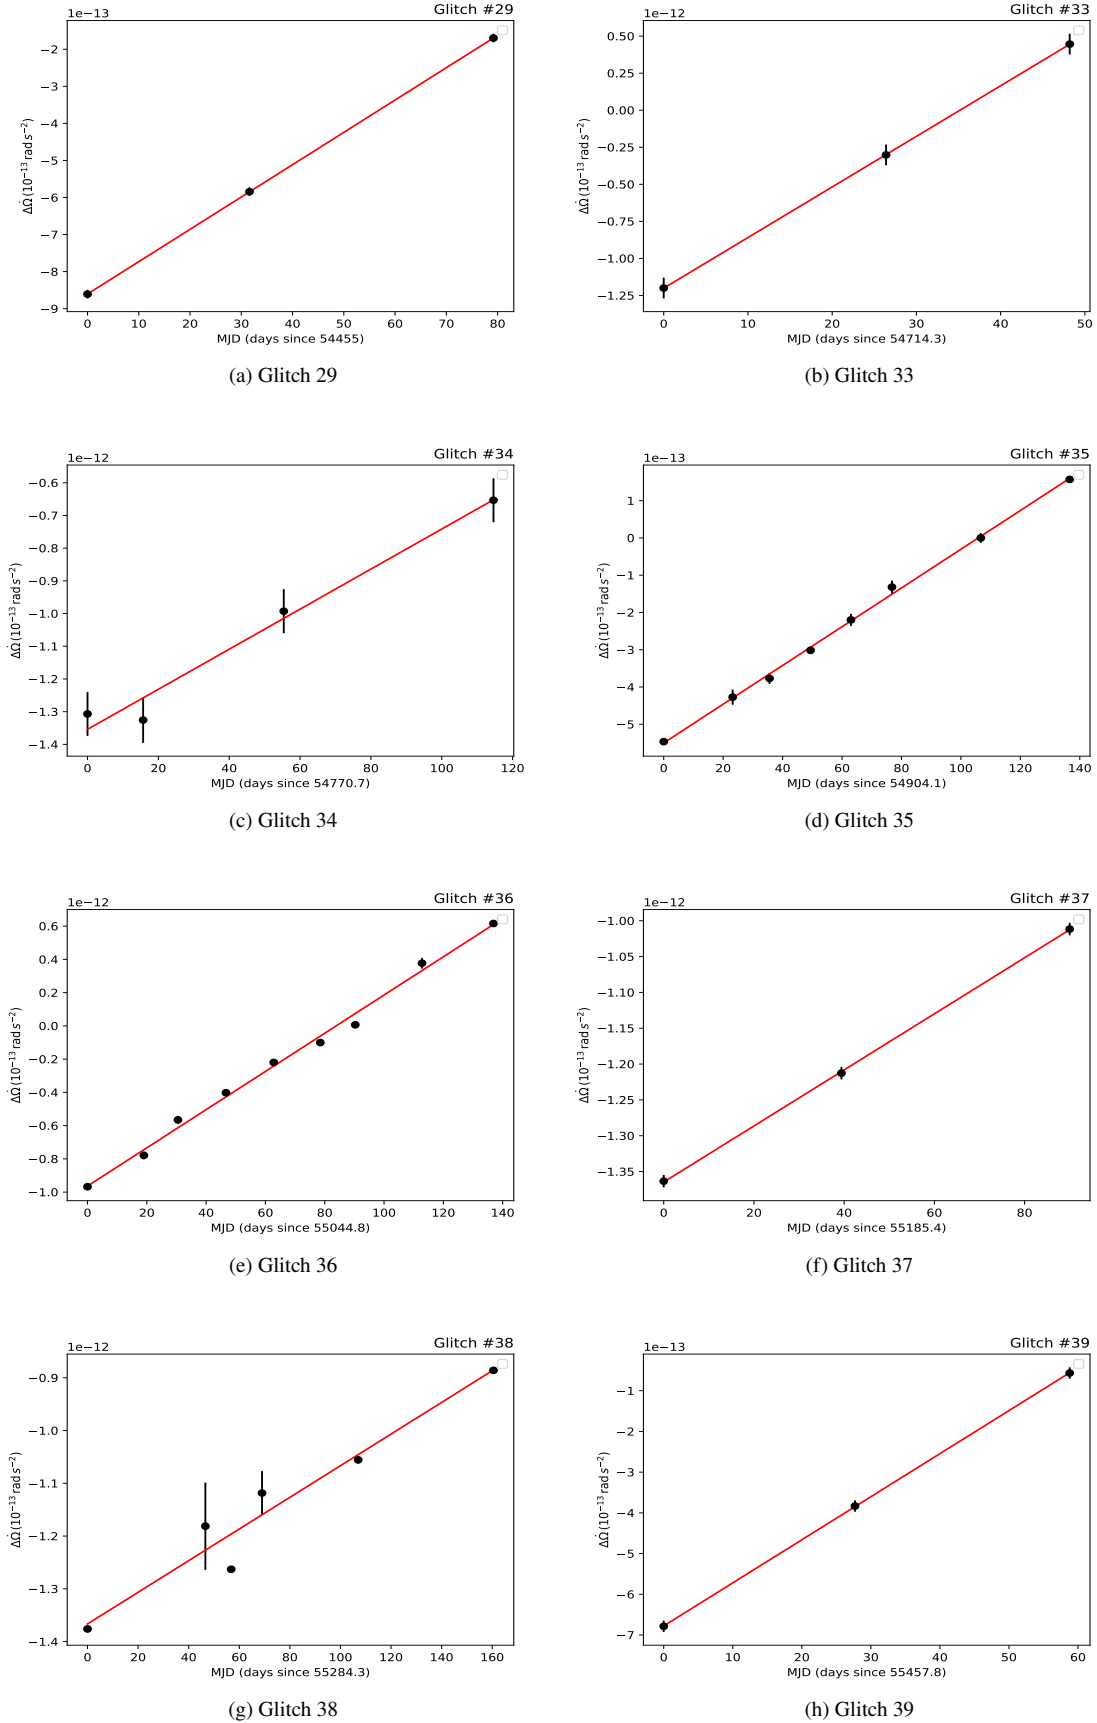 1e−13
Glitch #29
−2
−3
−4
−5
−6
−7
−8
−9
ΔΩ̇ (10⁻¹³ rad s⁻²)
0 10 20 30 40 50 60 70 80
MJD (days since 54455)
(a) Glitch 29
1e−12
Glitch #33
0.50
0.25
0.00
−0.25
−0.50
−0.75
−1.00
−1.25
ΔΩ̇ (10⁻¹³ rad s⁻²)
0 10 20 30 40 50
MJD (days since 54714.3)
(b) Glitch 33
1e−12
Glitch #34
−0.6
−0.7
−0.8
−0.9
−1.0
−1.1
−1.2
−1.3
−1.4
ΔΩ̇ (10⁻¹³ rad s⁻²)
0 20 40 60 80 100 120
MJD (days since 54770.7)
(c) Glitch 34
1e−13
Glitch #35
1
0
−1
−2
−3
−4
−5
ΔΩ̇ (10⁻¹³ rad s⁻²)
0 20 40 60 80 100 120 140
MJD (days since 54904.1)
(d) Glitch 35
1e−12
Glitch #36
0.6
0.4
0.2
0.0
−0.2
−0.4
−0.6
−0.8
−1.0
ΔΩ̇ (10⁻¹³ rad s⁻²)
0 20 40 60 80 100 120 140
MJD (days since 55044.8)
(e) Glitch 36
1e−12
Glitch #37
−1.00
−1.05
−1.10
−1.15
−1.20
−1.25
−1.30
−1.35
ΔΩ̇ (10⁻¹³ rad s⁻²)
0 20 40 60 80
MJD (days since 55185.4)
(f) Glitch 37
1e−12
Glitch #38
−0.9
−1.0
−1.1
−1.2
−1.3
−1.4
ΔΩ̇ (10⁻¹³ rad s⁻²)
0 20 40 60 80 100 120 140 160
MJD (days since 55284.3)
(g) Glitch 38
1e−13
Glitch #39
−1
−2
−3
−4
−5
−6
−7
ΔΩ̇ (10⁻¹³ rad s⁻²)
0 10 20 30 40 50 60
MJD (days since 55457.8)
(h) Glitch 39